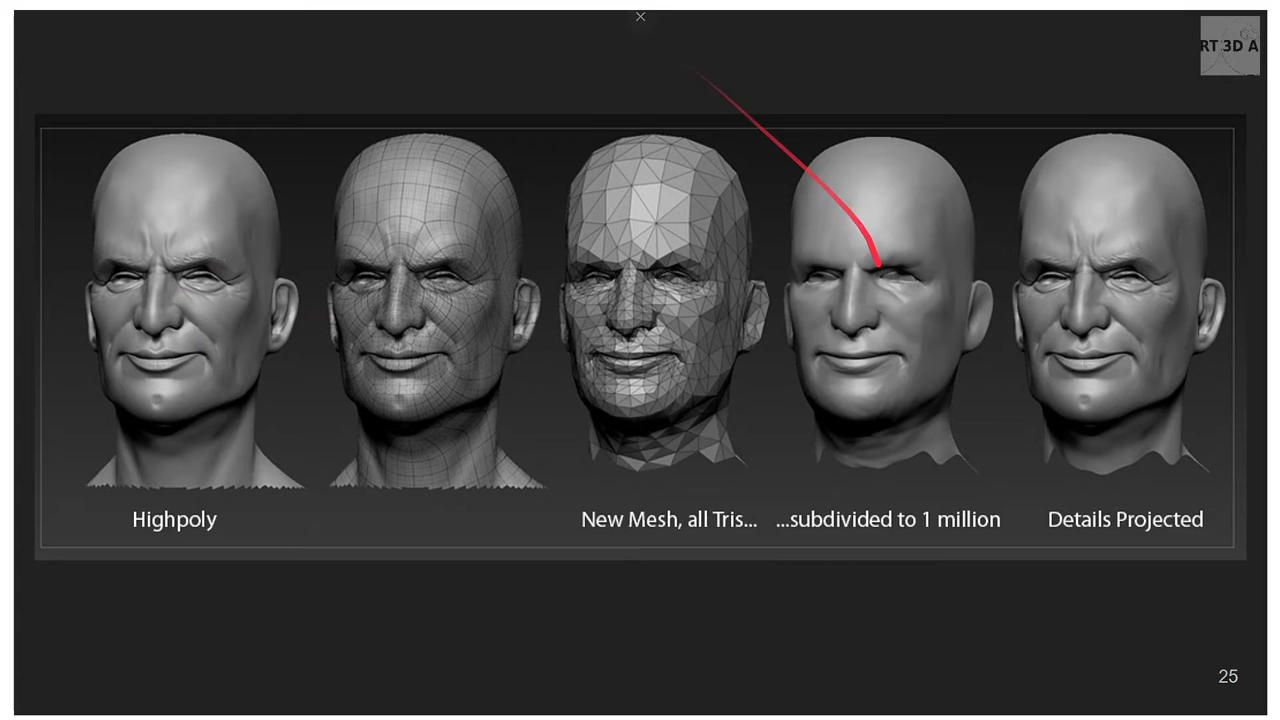 RT 3D A
Highpoly
New Mesh, all Tris...
...subdivided to 1 million
Details Projected
25